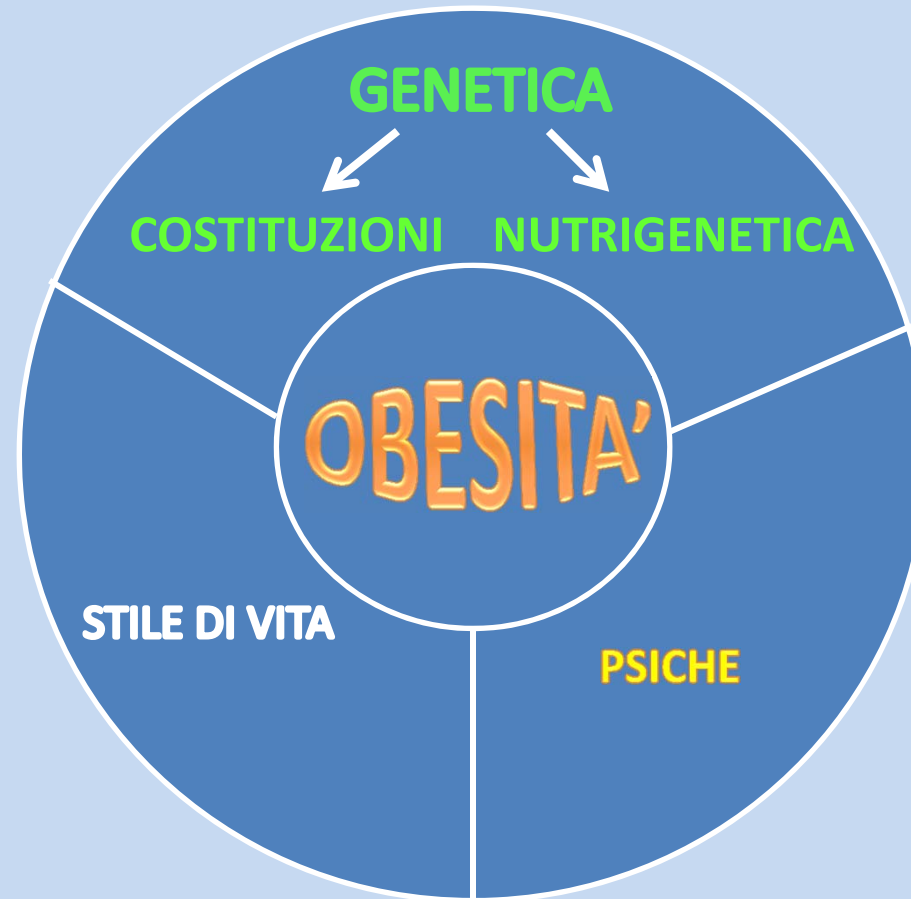 GENETICA
COSTITUZIONI NUTRIGENETICA
OBESITA’
STILE DI VITA
PSICHE